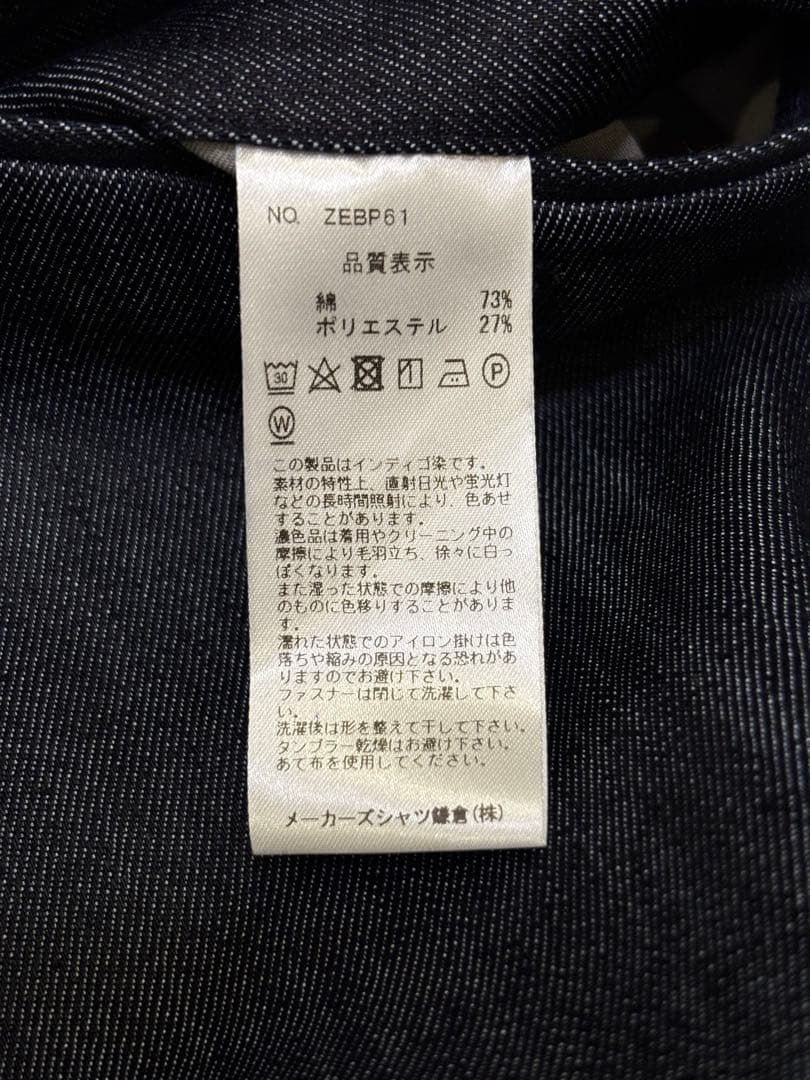 NO. ZEBP61
品質表示
綿 73%
ポリエステル 27%
30 P
W
この製品はインディゴ染です。
素材の特性上、直射日光や蛍光灯
などの長時間照射により、色あせ
することがあります。
濃色品は着用やクリーニング中の
摩擦により毛羽立ち、徐々に白っ
ぽくなります。
また湿った状態での摩擦により他
のものに色移りすることがありま
す。
濡れた状態でのアイロン掛けは色
落ちや縮みの原因となる恐れがあ
りますのでお避け下さい。
ファスナーは閉じて洗濯して下さ
い。
洗濯後は形を整えて干して下さい。
タンブラー乾燥はお避け下さい。
あて布を使用してください。
メーカーズシャツ鎌倉(株)